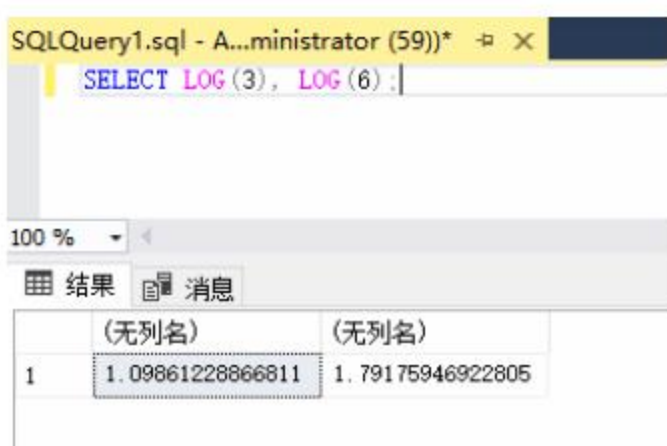 SQLQuery1.sql - A...ministrator (59))*
SELECT LOG(3), LOG(6);
100 %
结果 消息
(无列名) (无列名)
1 1.09861228866811 1.79175946922805